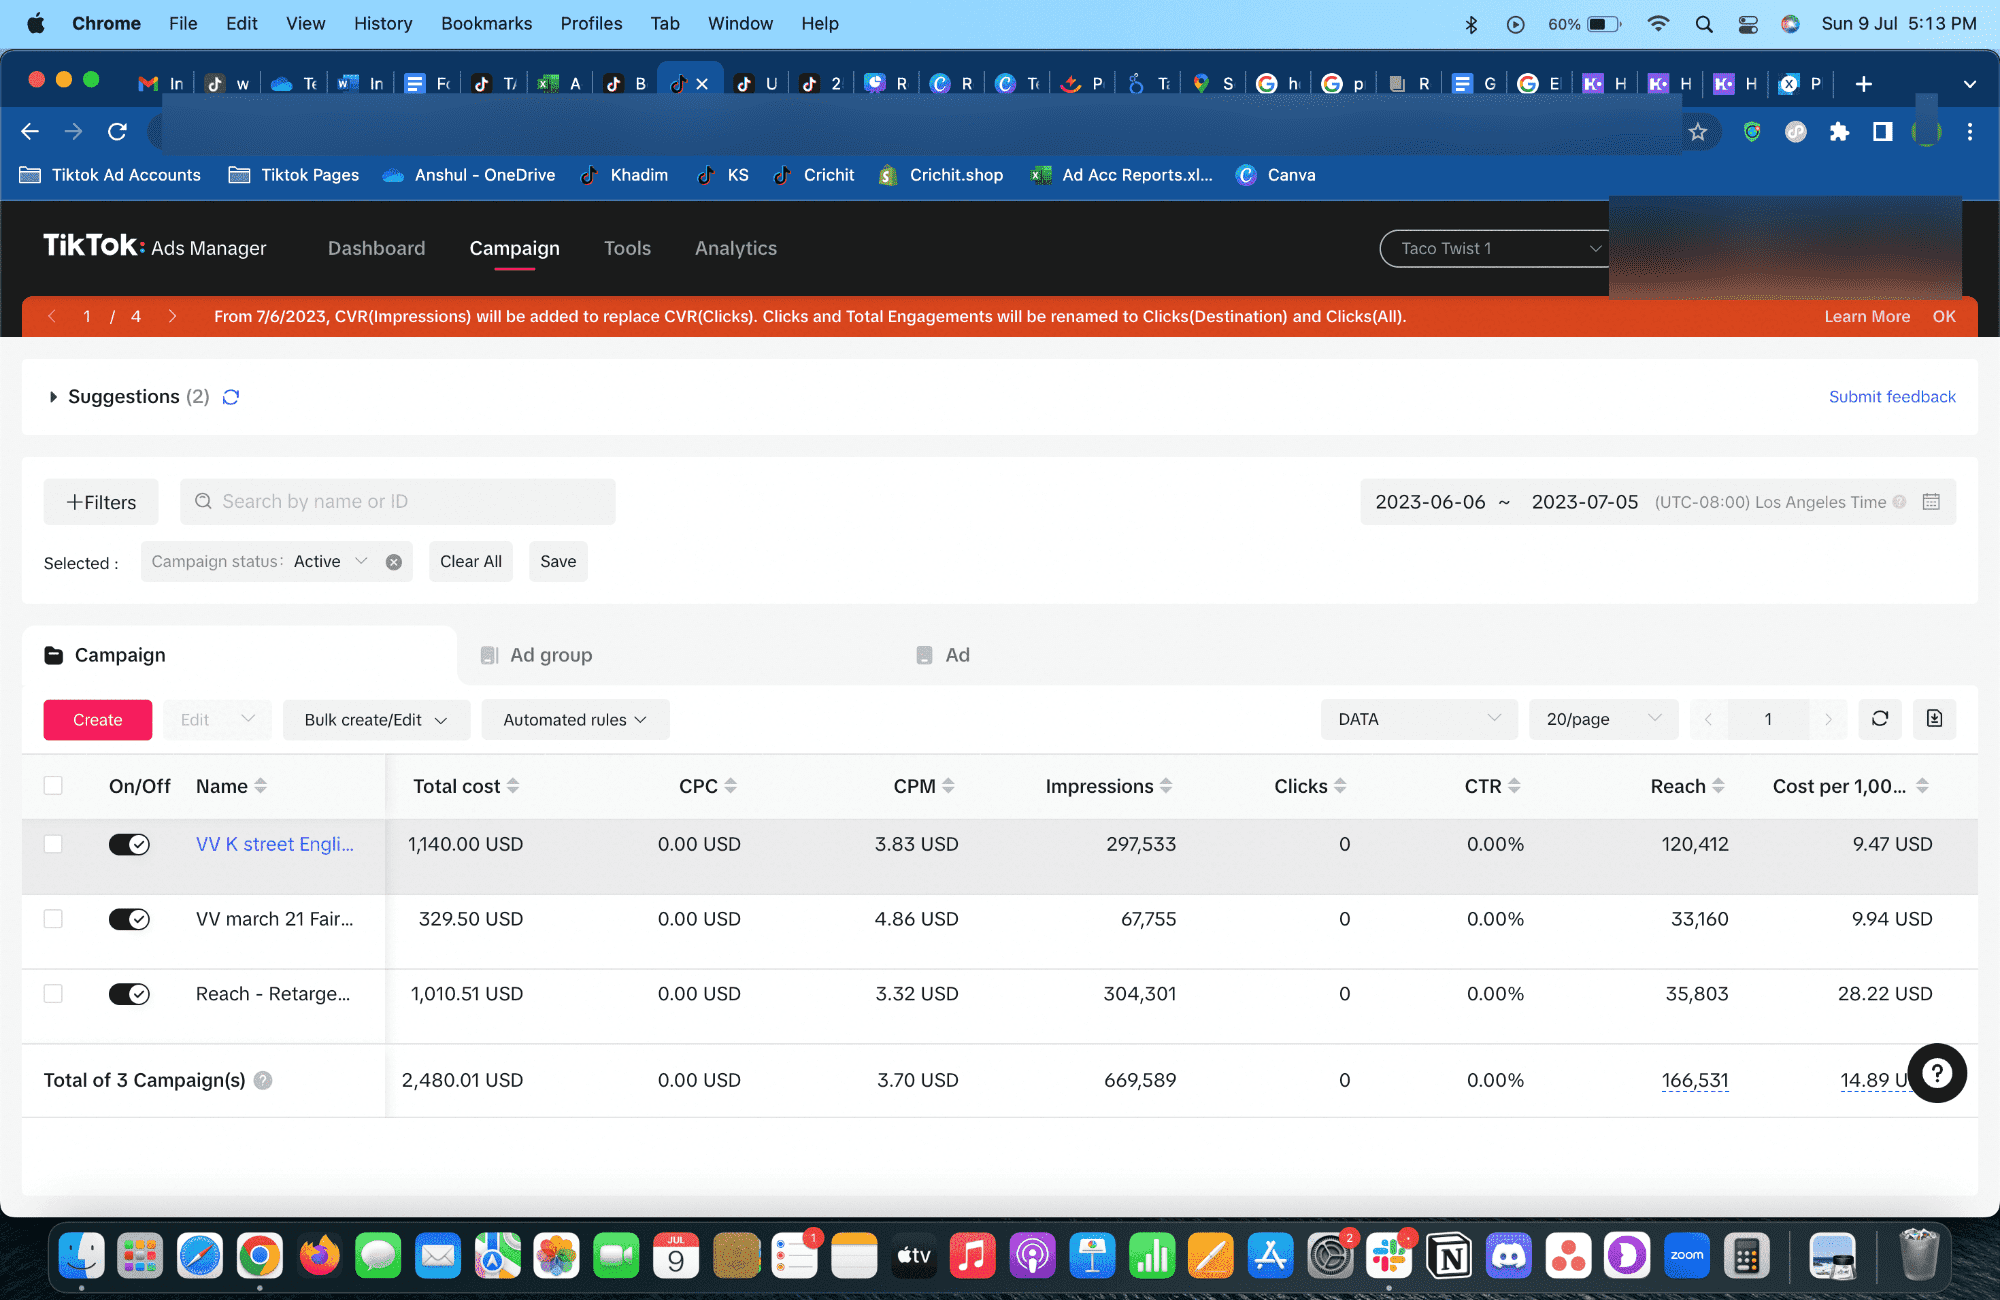 Chrome File Edit View History Bookmarks Profiles Tab Window Help 60% Sun 9 Jul 5:13 PM
In w Te In Fo TA A B U 2 R R Te P Ta S h p R G E H H H P
Tiktok Ad Accounts Tiktok Pages Anshul - OneDrive Khadim KS Crichit Crichit.shop Ad Acc Reports.xl... Canva
TikTok: Ads Manager Dashboard Campaign Tools Analytics Taco Twist 1
1 / 4 From 7/6/2023, CVR(Impressions) will be added to replace CVR(Clicks). Clicks and Total Engagements will be renamed to Clicks(Destination) and Clicks(All). Learn More OK
Suggestions (2) Submit feedback
+Filters Search by name or ID 2023-06-06 ~ 2023-07-05 (UTC-08:00) Los Angeles Time
Selected : Campaign status: Active Clear All Save
Campaign Ad group Ad
Create Edit Bulk create/Edit Automated rules DATA 20/page 1
On/Off Name Total cost CPC CPM Impressions Clicks CTR Reach Cost per 1,00...
VV K street Engli... 1,140.00 USD 0.00 USD 3.83 USD 297,533 0 0.00% 120,412 9.47 USD
VV march 21 Fair... 329.50 USD 0.00 USD 4.86 USD 67,755 0 0.00% 33,160 9.94 USD
Reach - Retarge... 1,010.51 USD 0.00 USD 3.32 USD 304,301 0 0.00% 35,803 28.22 USD
Total of 3 Campaign(s) ? 2,480.01 USD 0.00 USD 3.70 USD 669,589 0 0.00% 166,531 14.89 U ?
JUL 9 1 tv 2 zoom